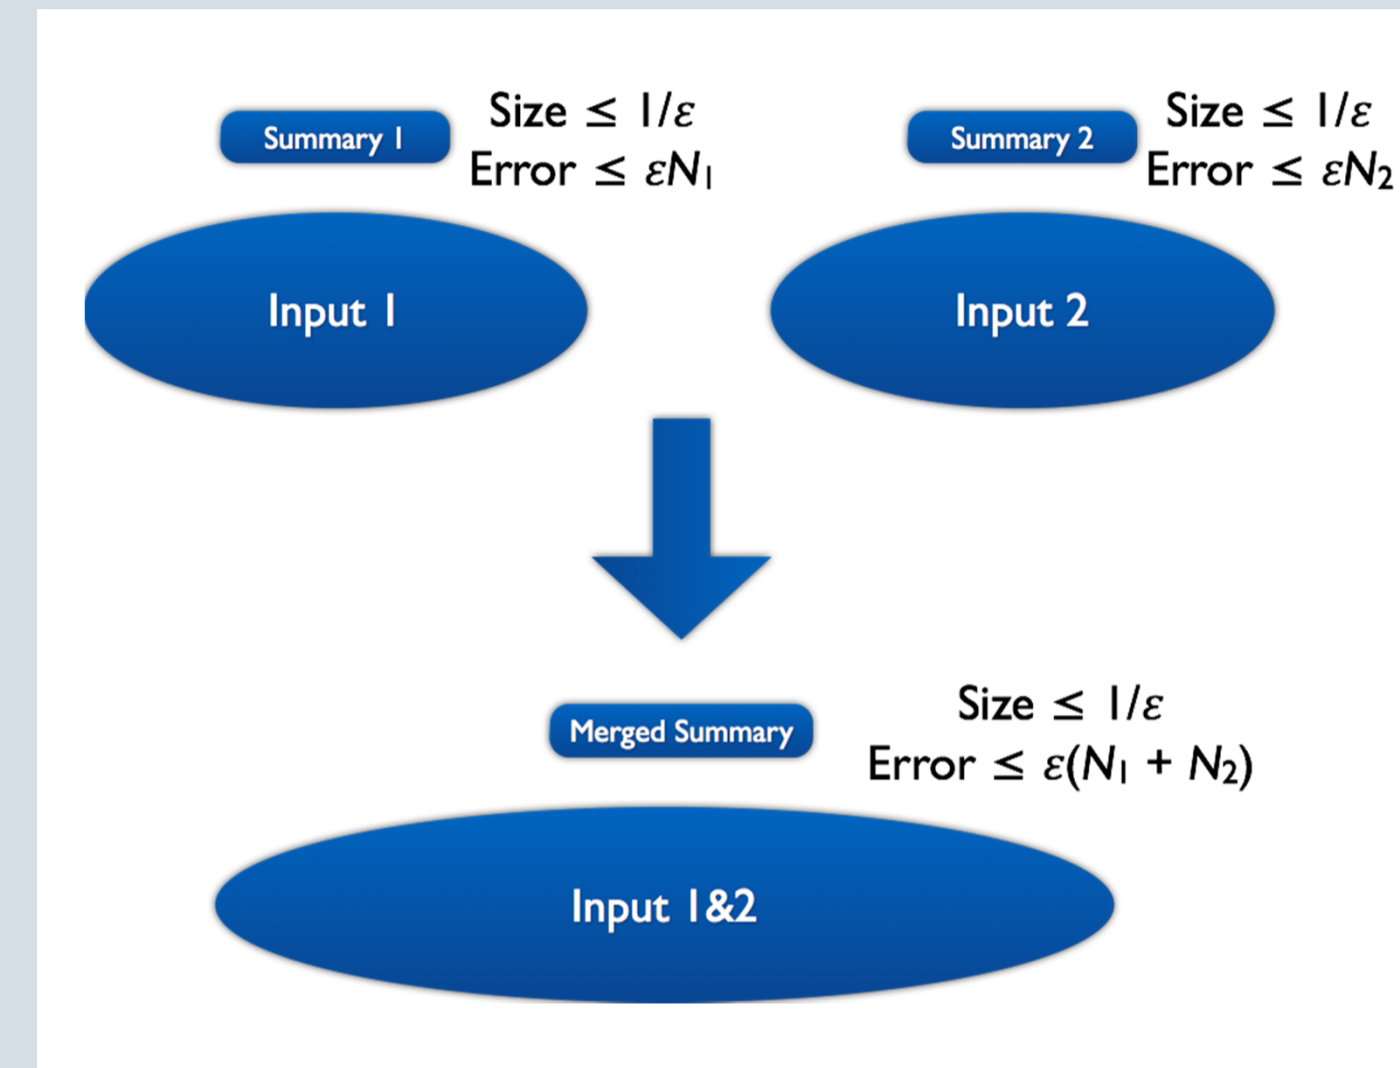 Summary 1
Size ≤ 1/ε
Error ≤ εN₁
Summary 2
Size ≤ 1/ε
Error ≤ εN₂
Input 1
Input 2
Merged Summary
Size ≤ 1/ε
Error ≤ ε(N₁ + N₂)
Input 1&2